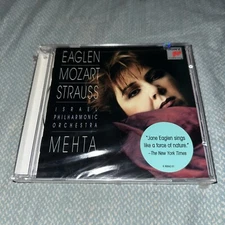 EAGLEN
MOZART
STRAUSS
ISRAEL
PHILHARMONIC
ORCHESTRA
MEHTA
"Jane Eaglen sings
like a force of nature."
—The New York Times